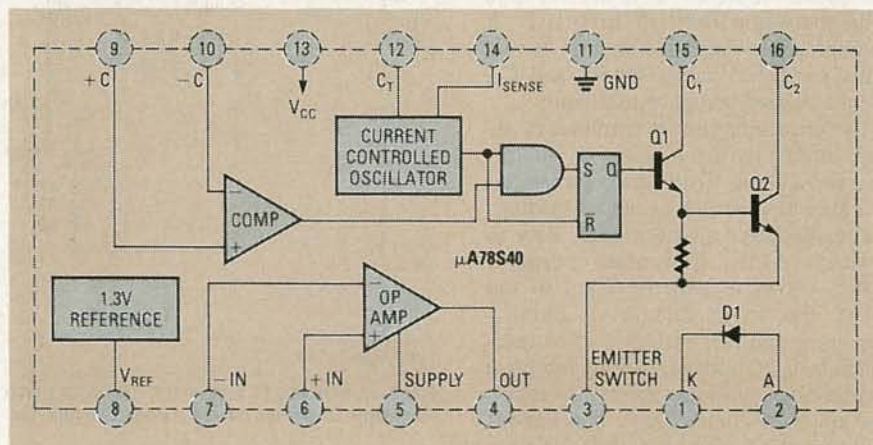 9 10 13 12 14 11 15 16
+C −C C_T I_SENSE GND C₁ C₂
V_CC
CURRENT
CONTROLLED
OSCILLATOR
Q1
S Q
Q2
COMP
− +
R̅
μA78S40
1.3V
REFERENCE
OP
AMP
− +
D1
EMITTER
SWITCH
V_REF −IN +IN SUPPLY OUT K A
8 7 6 5 4 3 1 2